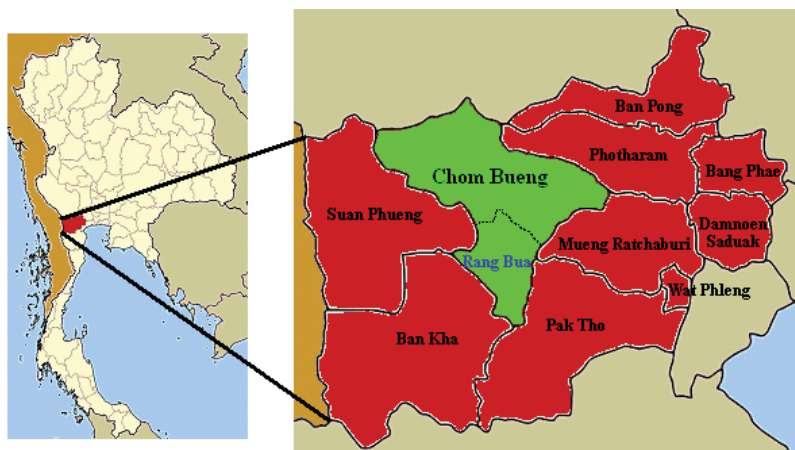 Ban Pong
Photharam
Bang Phae
Chom Bueng
Suan Phueng
Damnoen
Saduak
Mueng Ratchaburi
Rang Bua
Wat Phleng
Pak Tho
Ban Kha